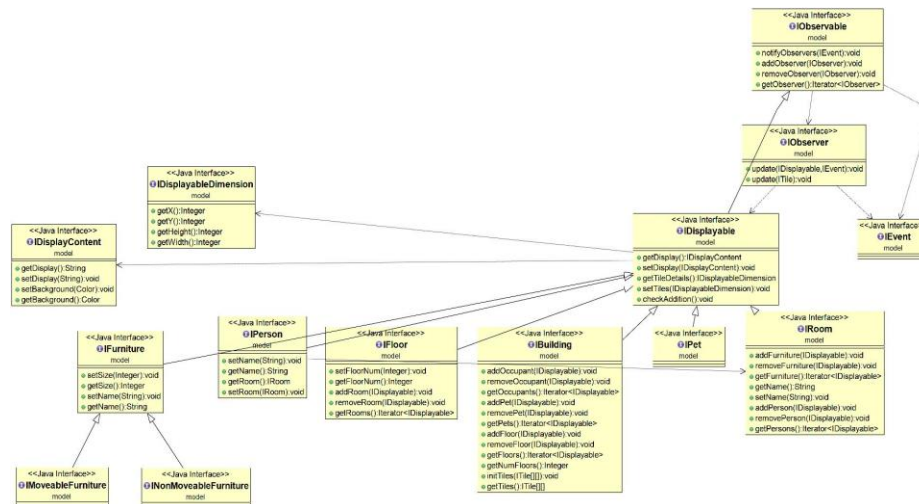 <<Java Interface>>
IObservable
model
notifyObservers(IEvent):void
addObserver(IObserver):void
removeObserver(IObserver):void
getObserver():Iterator<IObserver>
<<Java Interface>>
IObserver
model
update(IDisplayable,IEvent):void
update(ITile):void
<<Java Interface>>
IDisplayableDimension
model
getX():Integer
getY():Integer
getHeight():Integer
getWidth():Integer
<<Java Interface>>
IDisplayContent
model
getDisplay():String
setDisplay(String):void
setBackground(Color):void
getBackground():Color
<<Java Interface>>
IDisplayable
model
getDisplay():IDisplayContent
setDisplay(IDisplayContent):void
getTileDetails():IDisplayableDimension
setTiles(IDisplayableDimension):void
checkAddition():void
<<Java Interface>>
IEvent
model
<<Java Interface>>
IFurniture
model
setSize(Integer):void
getSize():Integer
setName(String):void
getName():String
<<Java Interface>>
IPerson
model
setName(String):void
getName():String
getRoom():IRoom
setRoom(IRoom):void
<<Java Interface>>
IFloor
model
setFloorNum(Integer):void
getFloorNum():Integer
addRoom(IDisplayable):void
removeRoom(IDisplayable):void
getRooms():Iterator<IDisplayable>
<<Java Interface>>
IBuilding
model
addOccupant(IDisplayable):void
removeOccupant(IDisplayable):void
getOccupants():Iterator<IDisplayable>
addPet(IDisplayable):void
removePet(IDisplayable):void
getPets():Iterator<IDisplayable>
addFloor(IDisplayable):void
removeFloor(IDisplayable):void
getFloors():Iterator<IDisplayable>
getNumFloors():Integer
initTiles(ITile[][]):void
getTiles():ITile[][]
<<Java Interface>>
IPet
model
<<Java Interface>>
IRoom
model
addFurniture(IDisplayable):void
removeFurniture(IDisplayable):void
getFurniture():Iterator<IDisplayable>
getName():String
setName(String):void
addPerson(IDisplayable):void
removePerson(IDisplayable):void
getPersons():Iterator<IDisplayable>
<<Java Interface>>
IMoveableFurniture
model
<<Java Interface>>
INonMoveableFurniture
model